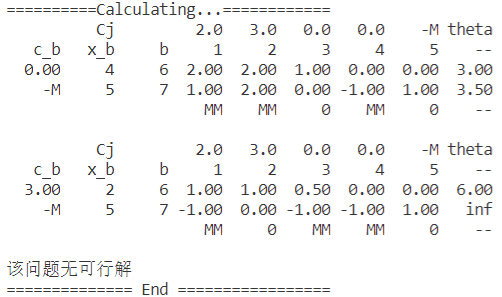 ==========Calculating...============
Cj 2.0 3.0 0.0 0.0 -M theta
c_b x_b b 1 2 3 4 5 --
0.00 4 6 2.00 2.00 1.00 0.00 0.00 3.00
-M 5 7 1.00 2.00 0.00 -1.00 1.00 3.50
MM MM 0 MM 0 --
Cj 2.0 3.0 0.0 0.0 -M theta
c_b x_b b 1 2 3 4 5 --
3.00 2 6 1.00 1.00 0.50 0.00 0.00 6.00
-M 5 7 -1.00 0.00 -1.00 -1.00 1.00 inf
MM 0 MM MM 0 --
该问题无可行解
============== End =================